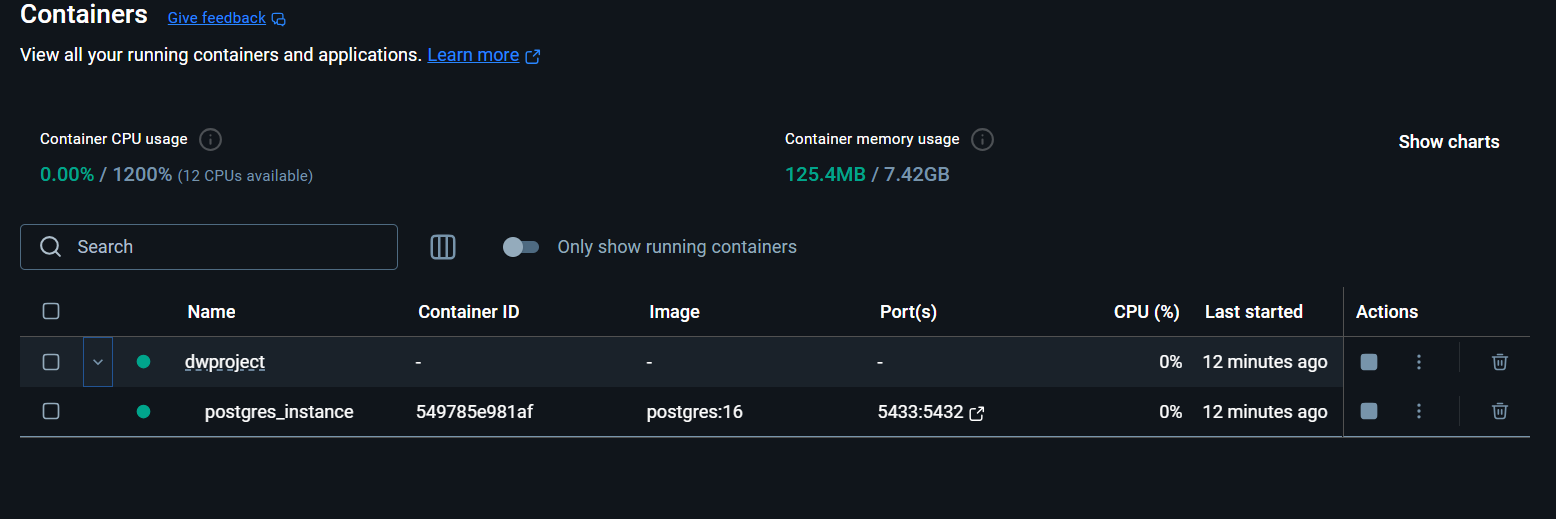 Containers Give feedback
View all your running containers and applications. Learn more
Container CPU usage Container memory usage Show charts
0.00% / 1200% (12 CPUs available) 125.4MB / 7.42GB
Search Only show running containers
Name Container ID Image Port(s) CPU (%) Last started Actions
dwproject - - - 0% 12 minutes ago
postgres_instance 549785e981af postgres:16 5433:5432 0% 12 minutes ago